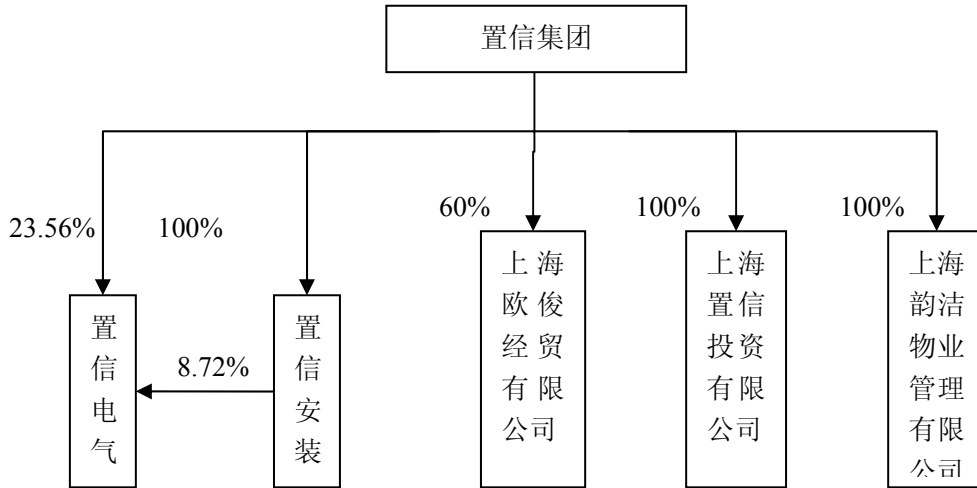 置信集团
23.56%
100%
60%
100%
100%
置
信
电
气
8.72%
置
信
安
装
上海
欧俊
经贸
有限
公司
上海
置信
投资
有限
公司
上海
韵洁
物业
管理
有限
公司